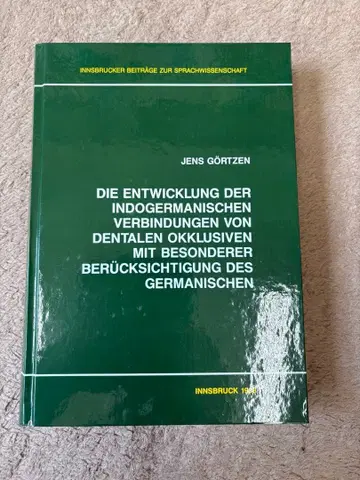 INNSBRUCKER BEITRÄGE ZUR SPRACHWISSENSCHAFT
JENS GÖRTZEN
DIE ENTWICKLUNG DER
INDOGERMANISCHEN
VERBINDUNGEN VON
DENTALEN OKKLUSIVEN
MIT BESONDERER
BERÜCKSICHTIGUNG DES
GERMANISCHEN
INNSBRUCK